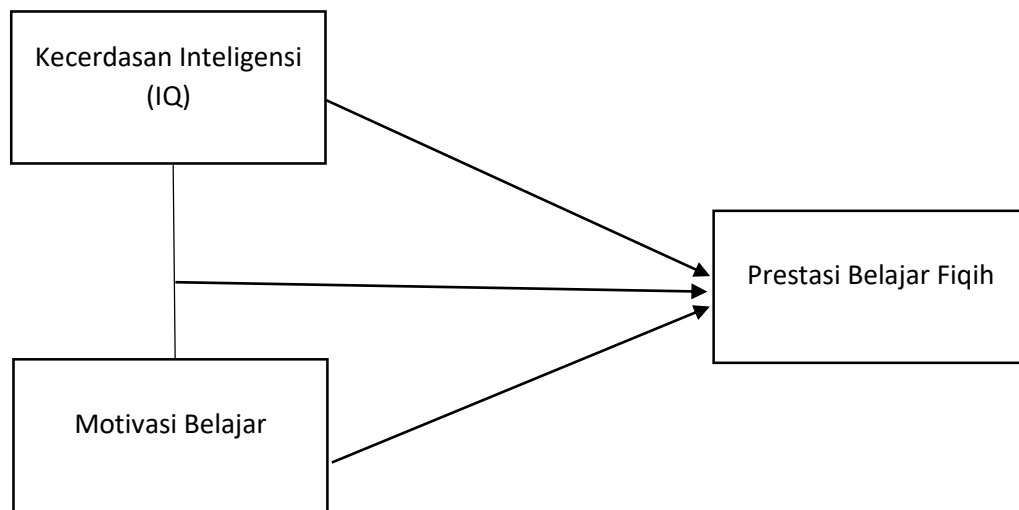 Kecerdasan Inteligensi
(IQ)
Prestasi Belajar Fiqih
Motivasi Belajar